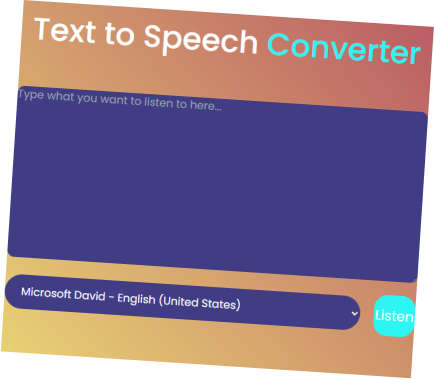 Text to Speech Converter
Type what you want to listen to here...
Microsoft David - English (United States)
Listen